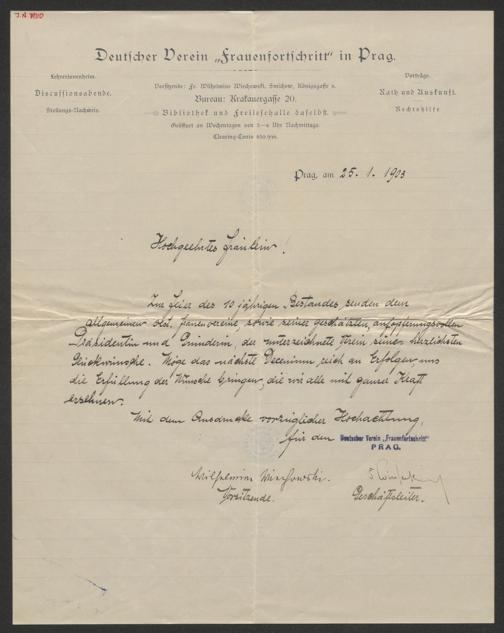 Deutscher Verein „Frauenfortschritt" in Prag.
Lehrerinnenheim.
Discussionsabende.
Stellungs-Nachweis.
Vorsitzende: Fr. Wilhelmine Wiechowski, Smichow, Königsgasse
Bureau: Krakauergasse 20.
Bibliothek und Freilesehalle daselbst.
Geöffnet an Wochentagen von 2–6 Uhr Nachmittags.
Clearing-Conto
Vorträge.
Rath und Auskunft.
Rechtshilfe
Prag, am 25. 1. 1903
Hochgeehrtes Fräulein!
Zur Feier des 10 jährigen Bestandes senden dem
allgemeinen öst. Frauenvereine, sowie seiner geschätzten, aufopferungsvollen
Präsidentin und Gründerin, der unterzeichnete Verein seine herzlichsten
Glückwünsche. Möge das nächste Decenium, reich an Erfolgen, uns
die Erfüllung der Wünsche bringen, die wir alle mit ganzer Kraft
ersehnen.
Mit dem Ausdrucke vorzüglicher Hochachtung,
für den Deutscher Verein „Frauenfortschritt"
PRAG.
Wilhelmine Wiechowski.
Vorsitzende.
Geschäftsleiter.